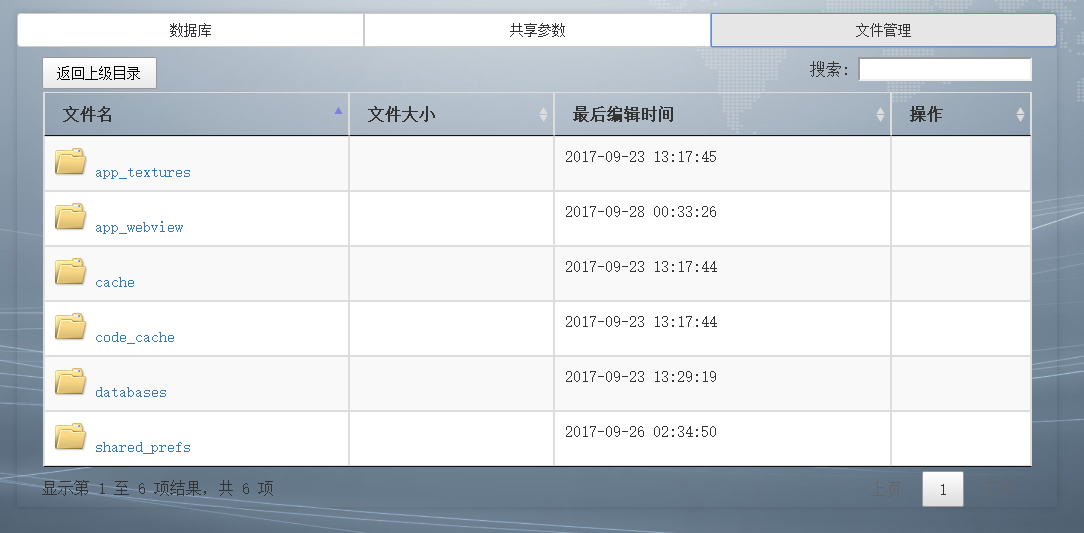 数据库 共享参数 文件管理
返回上级目录 搜索:
文件名 文件大小 最后编辑时间 操作
app_textures 2017-09-23 13:17:45
app_webview 2017-09-28 00:33:26
cache 2017-09-23 13:17:44
code_cache 2017-09-23 13:17:44
databases 2017-09-23 13:29:19
shared_prefs 2017-09-26 02:34:50
显示第 1 至 6 项结果，共 6 项 上页 1